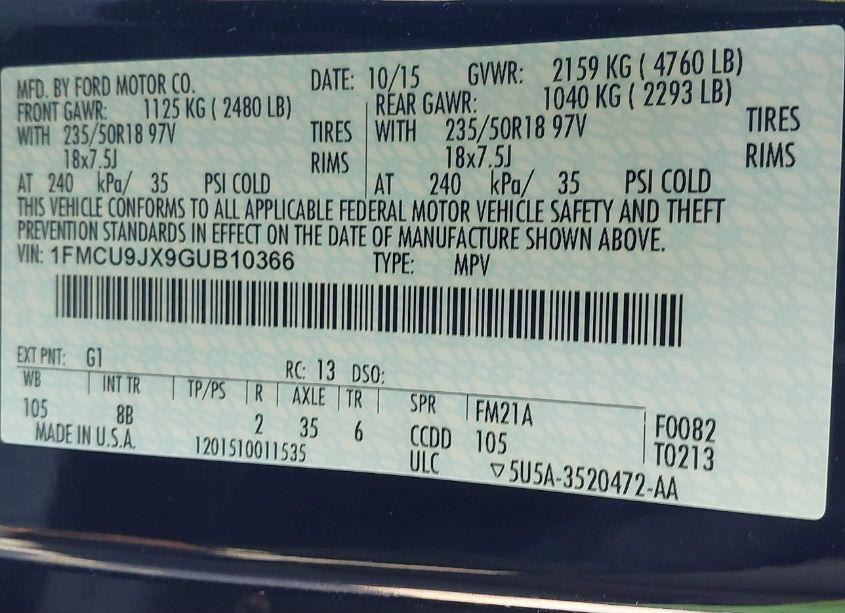 MFD. BY FORD MOTOR CO. DATE: 10/15 GVWR: 2159 KG ( 4760 LB)
FRONT GAWR: 1125 KG ( 2480 LB) REAR GAWR: 1040 KG ( 2293 LB)
WITH 235/50R18 97V TIRES WITH 235/50R18 97V TIRES
18x7.5J RIMS 18x7.5J RIMS
AT 240 kPa/ 35 PSI COLD AT 240 kPa/ 35 PSI COLD
THIS VEHICLE CONFORMS TO ALL APPLICABLE FEDERAL MOTOR VEHICLE SAFETY AND THEFT
PREVENTION STANDARDS IN EFFECT ON THE DATE OF MANUFACTURE SHOWN ABOVE.
VIN: 1FMCU9JX9GUB10366 TYPE: MPV
EXT PNT: G1 RC: 13 DSO:
WB INT TR TP/PS R AXLE TR SPR FM21A F0082
105 8B 2 35 6 CCDD 105 T0213
MADE IN U.S.A. 1201510011535 ULC ▽5U5A-3520472-AA